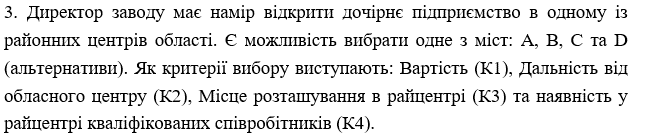 3. Директор заводу має намір відкрити дочірнє підприємство в одному із
районних центрів області. Є можливість вибрати одне з міст: A, B, C та D
(альтернативи). Як критерії вибору виступають: Вартість (К1), Дальність від
обласного центру (К2), Місце розташування в райцентрі (К3) та наявність у
райцентрі кваліфікованих співробітників (К4).